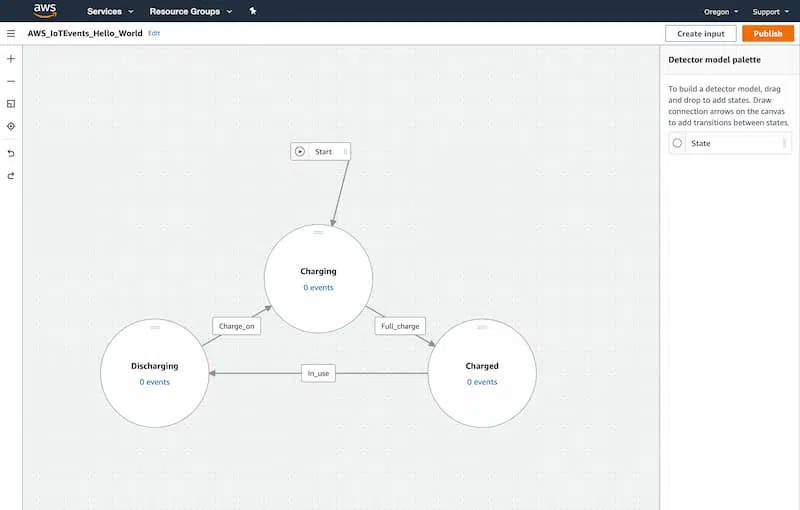 aws
Services
Resource Groups
Oregon
Support
AWS_IoTEvents_Hello_World
Edit
Create input
Publish
Detector model palette
To build a detector model, drag
and drop to add states. Draw
connection arrows on the canvas
to add transitions between states.
State
Start
Charging
0 events
Charge_on
Full_charge
Discharging
0 events
In_use
Charged
0 events